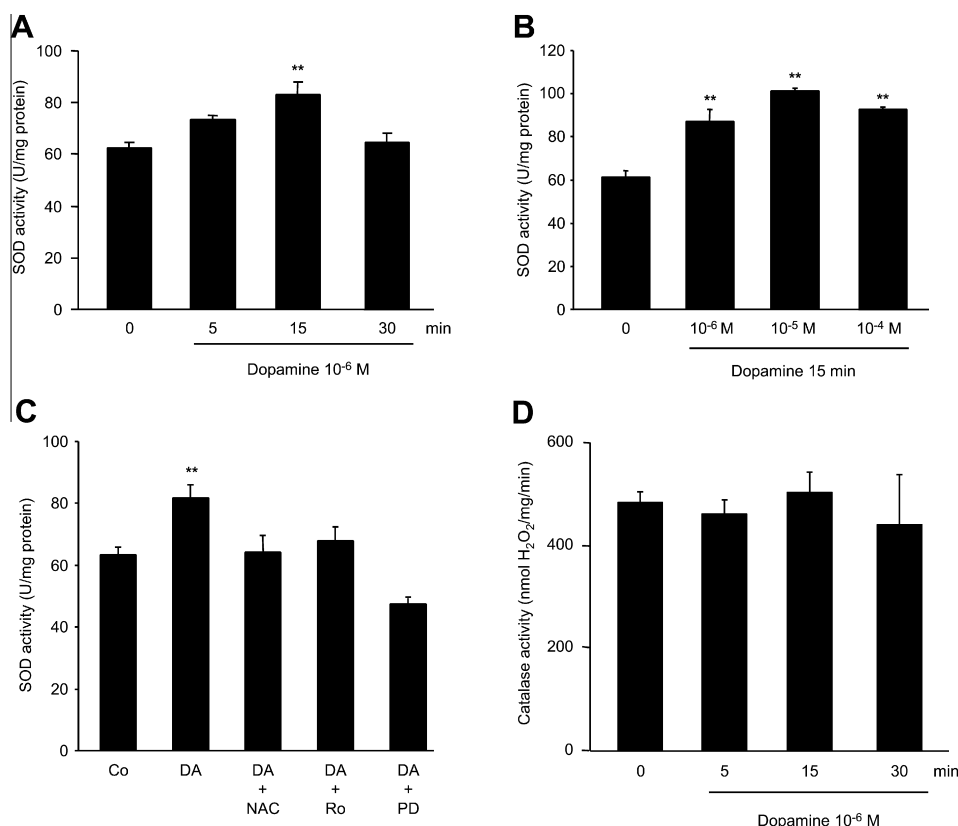 A
SOD activity (U/mg protein)
100
80
60
40
20
0
**
0 5 15 30 min
Dopamine 10⁻⁶ M
B
SOD activity (U/mg protein)
120
100
80
60
40
20
0
**
**
**
0 10⁻⁶ M 10⁻⁵ M 10⁻⁴ M
Dopamine 15 min
C
SOD activity (U/mg protein)
100
80
60
40
20
0
**
Co DA DA DA DA
+ + +
NAC Ro PD
D
Catalase activity (nmol H₂O₂/mg/min)
600
400
200
0
0 5 15 30 min
Dopamine 10⁻⁶ M